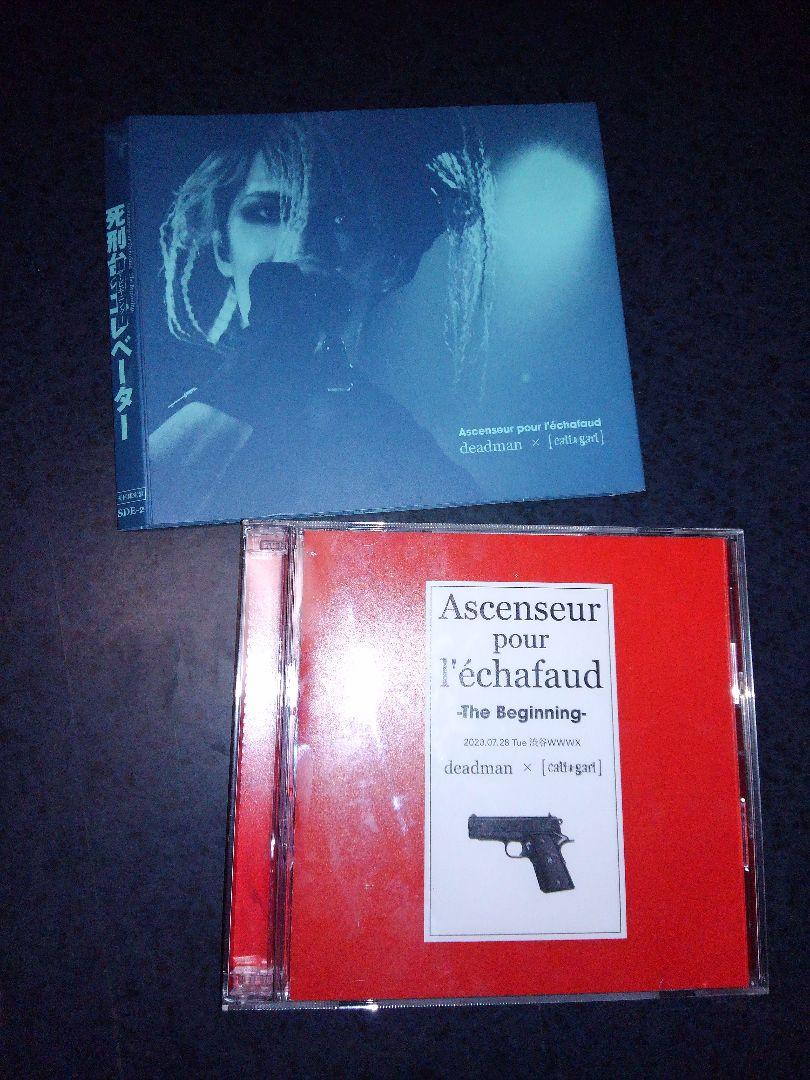 死刑台のエレベーター
SDE-2
Ascenseur pour l'échafaud
deadman × [cali≠gari]
Ascenseur
pour
l'échafaud
-The Beginning-
2020.07.28 Tue 渋谷WWWX
deadman × [cali≠gari]